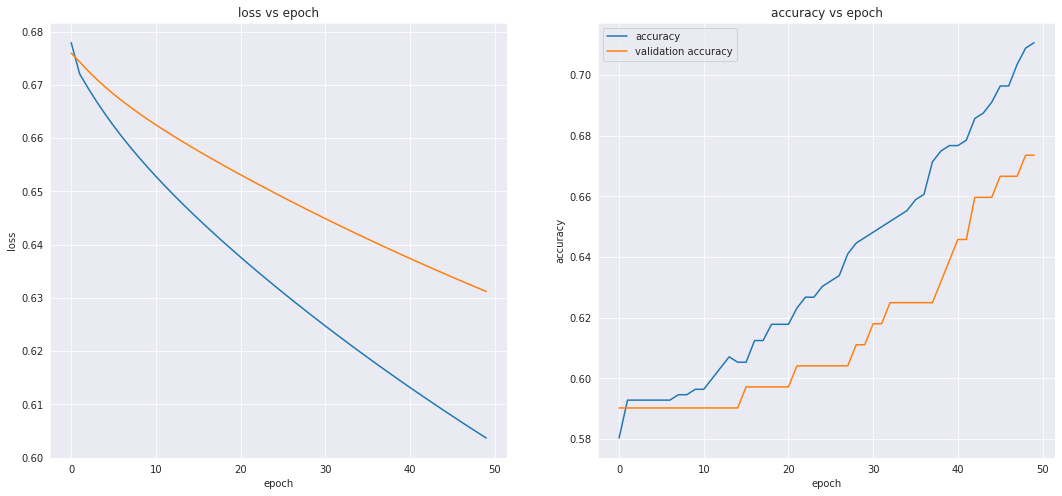 loss vs epoch
0.68
0.67
0.66
0.65
0.64
0.63
0.62
0.61
0.60
loss
0 10 20 30 40 50
epoch
accuracy vs epoch
accuracy
validation accuracy
0.70
0.68
0.66
0.64
0.62
0.60
0.58
accuracy
0 10 20 30 40 50
epoch